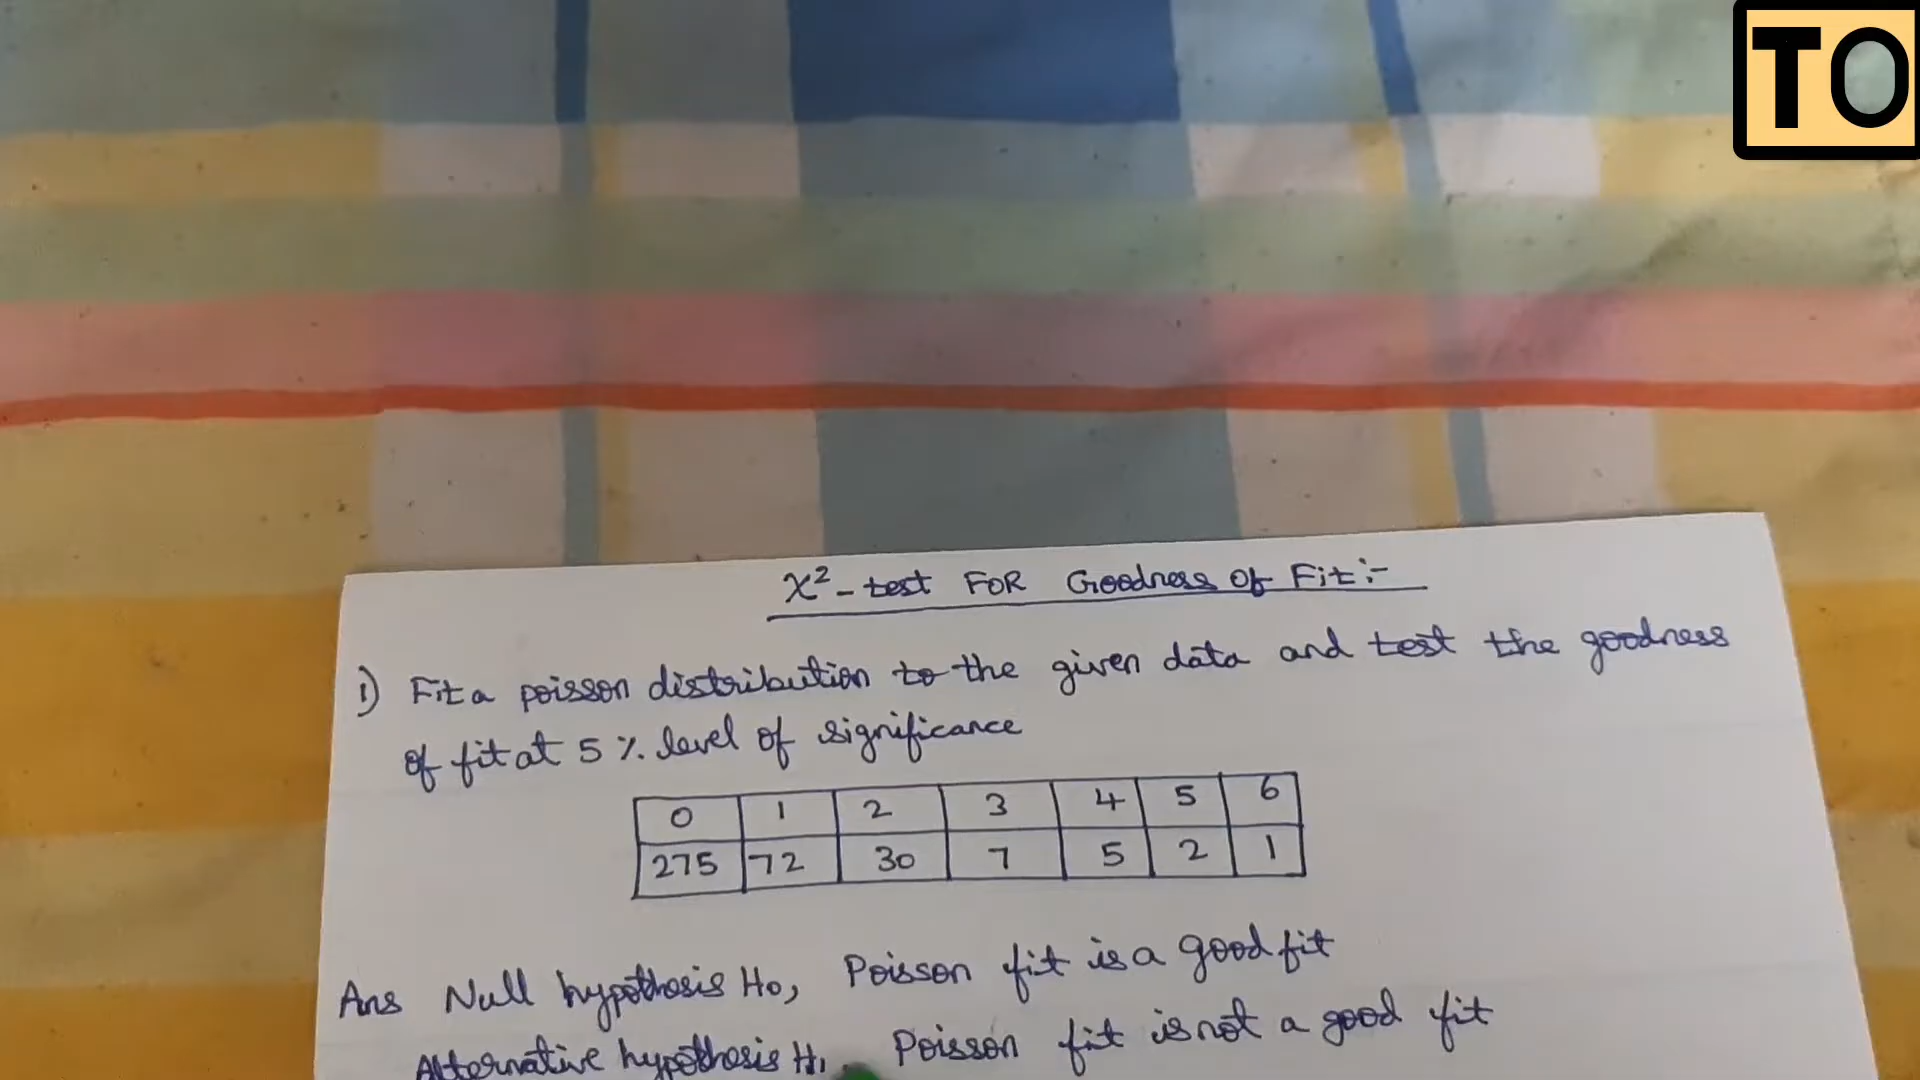 TO
χ² - test FOR Goodness Of Fit :-
1) Fit a poisson distribution to the given data and test the goodness
of fit at 5 %. level of significance
0 1 2 3 4 5 6
275 72 30 7 5 2 1
Ans Null hypothesis H0, Poisson fit is a good fit
Alternative hypothesis H1, Poisson fit is not a good fit